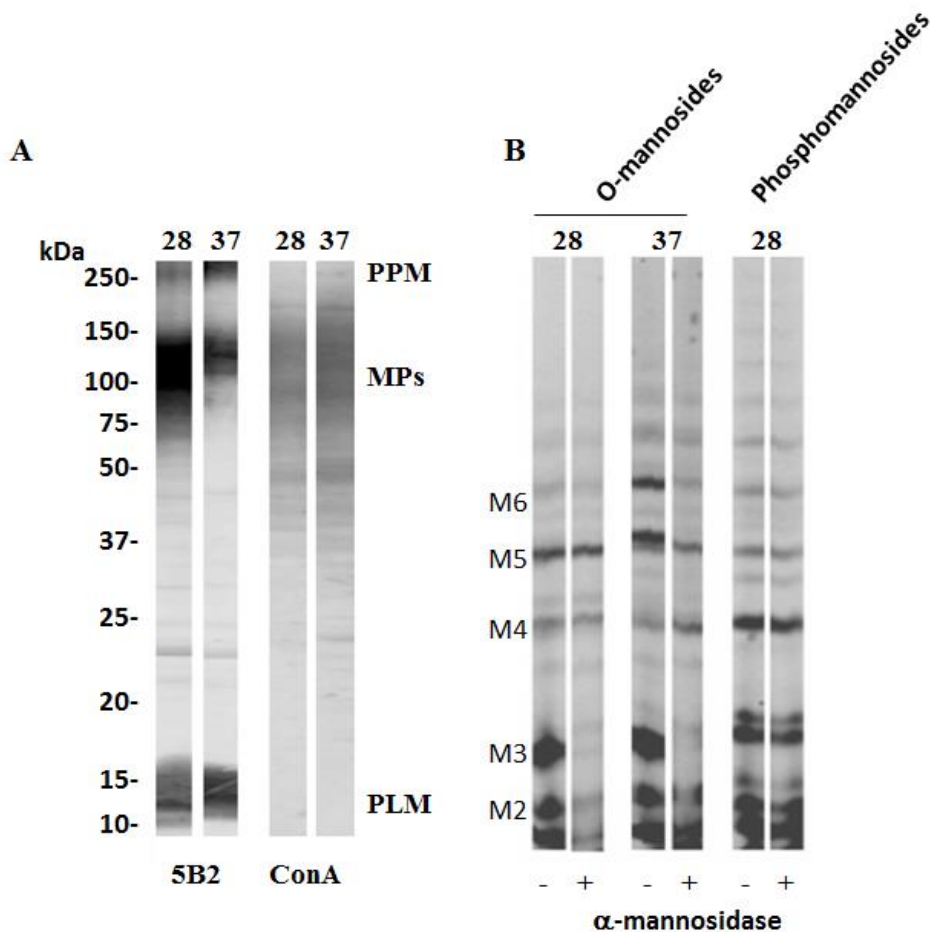 A
kDa
28 37 28 37
250-
150-
100-
75-
50-
37-
25-
20-
15-
10-
PPM
MPs
PLM
5B2 ConA
B
O-mannosides
Phosphomannosides
28 37 28
M6
M5
M4
M3
M2
- + - + - +
α-mannosidase